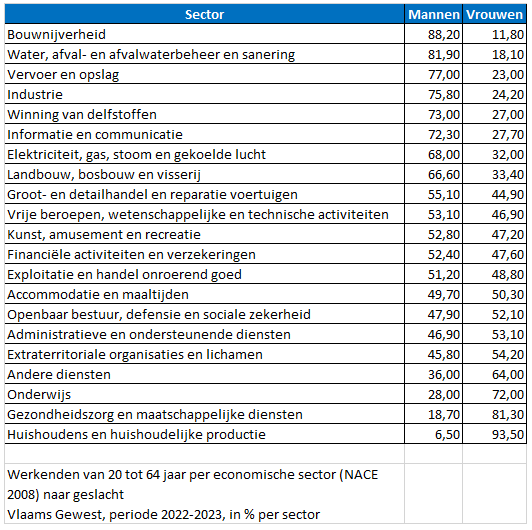 Sector Mannen Vrouwen
Bouwnijverheid 88,20 11,80
Water, afval- en afvalwaterbeheer en sanering 81,90 18,10
Vervoer en opslag 77,00 23,00
Industrie 75,80 24,20
Winning van delfstoffen 73,00 27,00
Informatie en communicatie 72,30 27,70
Elektriciteit, gas, stoom en gekoelde lucht 68,00 32,00
Landbouw, bosbouw en visserij 66,60 33,40
Groot- en detailhandel en reparatie voertuigen 55,10 44,90
Vrije beroepen, wetenschappelijke en technische activiteiten 53,10 46,90
Kunst, amusement en recreatie 52,80 47,20
Financiële activiteiten en verzekeringen 52,40 47,60
Exploitatie en handel onroerend goed 51,20 48,80
Accommodatie en maaltijden 49,70 50,30
Openbaar bestuur, defensie en sociale zekerheid 47,90 52,10
Administratieve en ondersteunende diensten 46,90 53,10
Extraterritoriale organisaties en lichamen 45,80 54,20
Andere diensten 36,00 64,00
Onderwijs 28,00 72,00
Gezondheidszorg en maatschappelijke diensten 18,70 81,30
Huishoudens en huishoudelijke productie 6,50 93,50
Werkenden van 20 tot 64 jaar per economische sector (NACE
2008) naar geslacht
Vlaams Gewest, periode 2022-2023, in % per sector